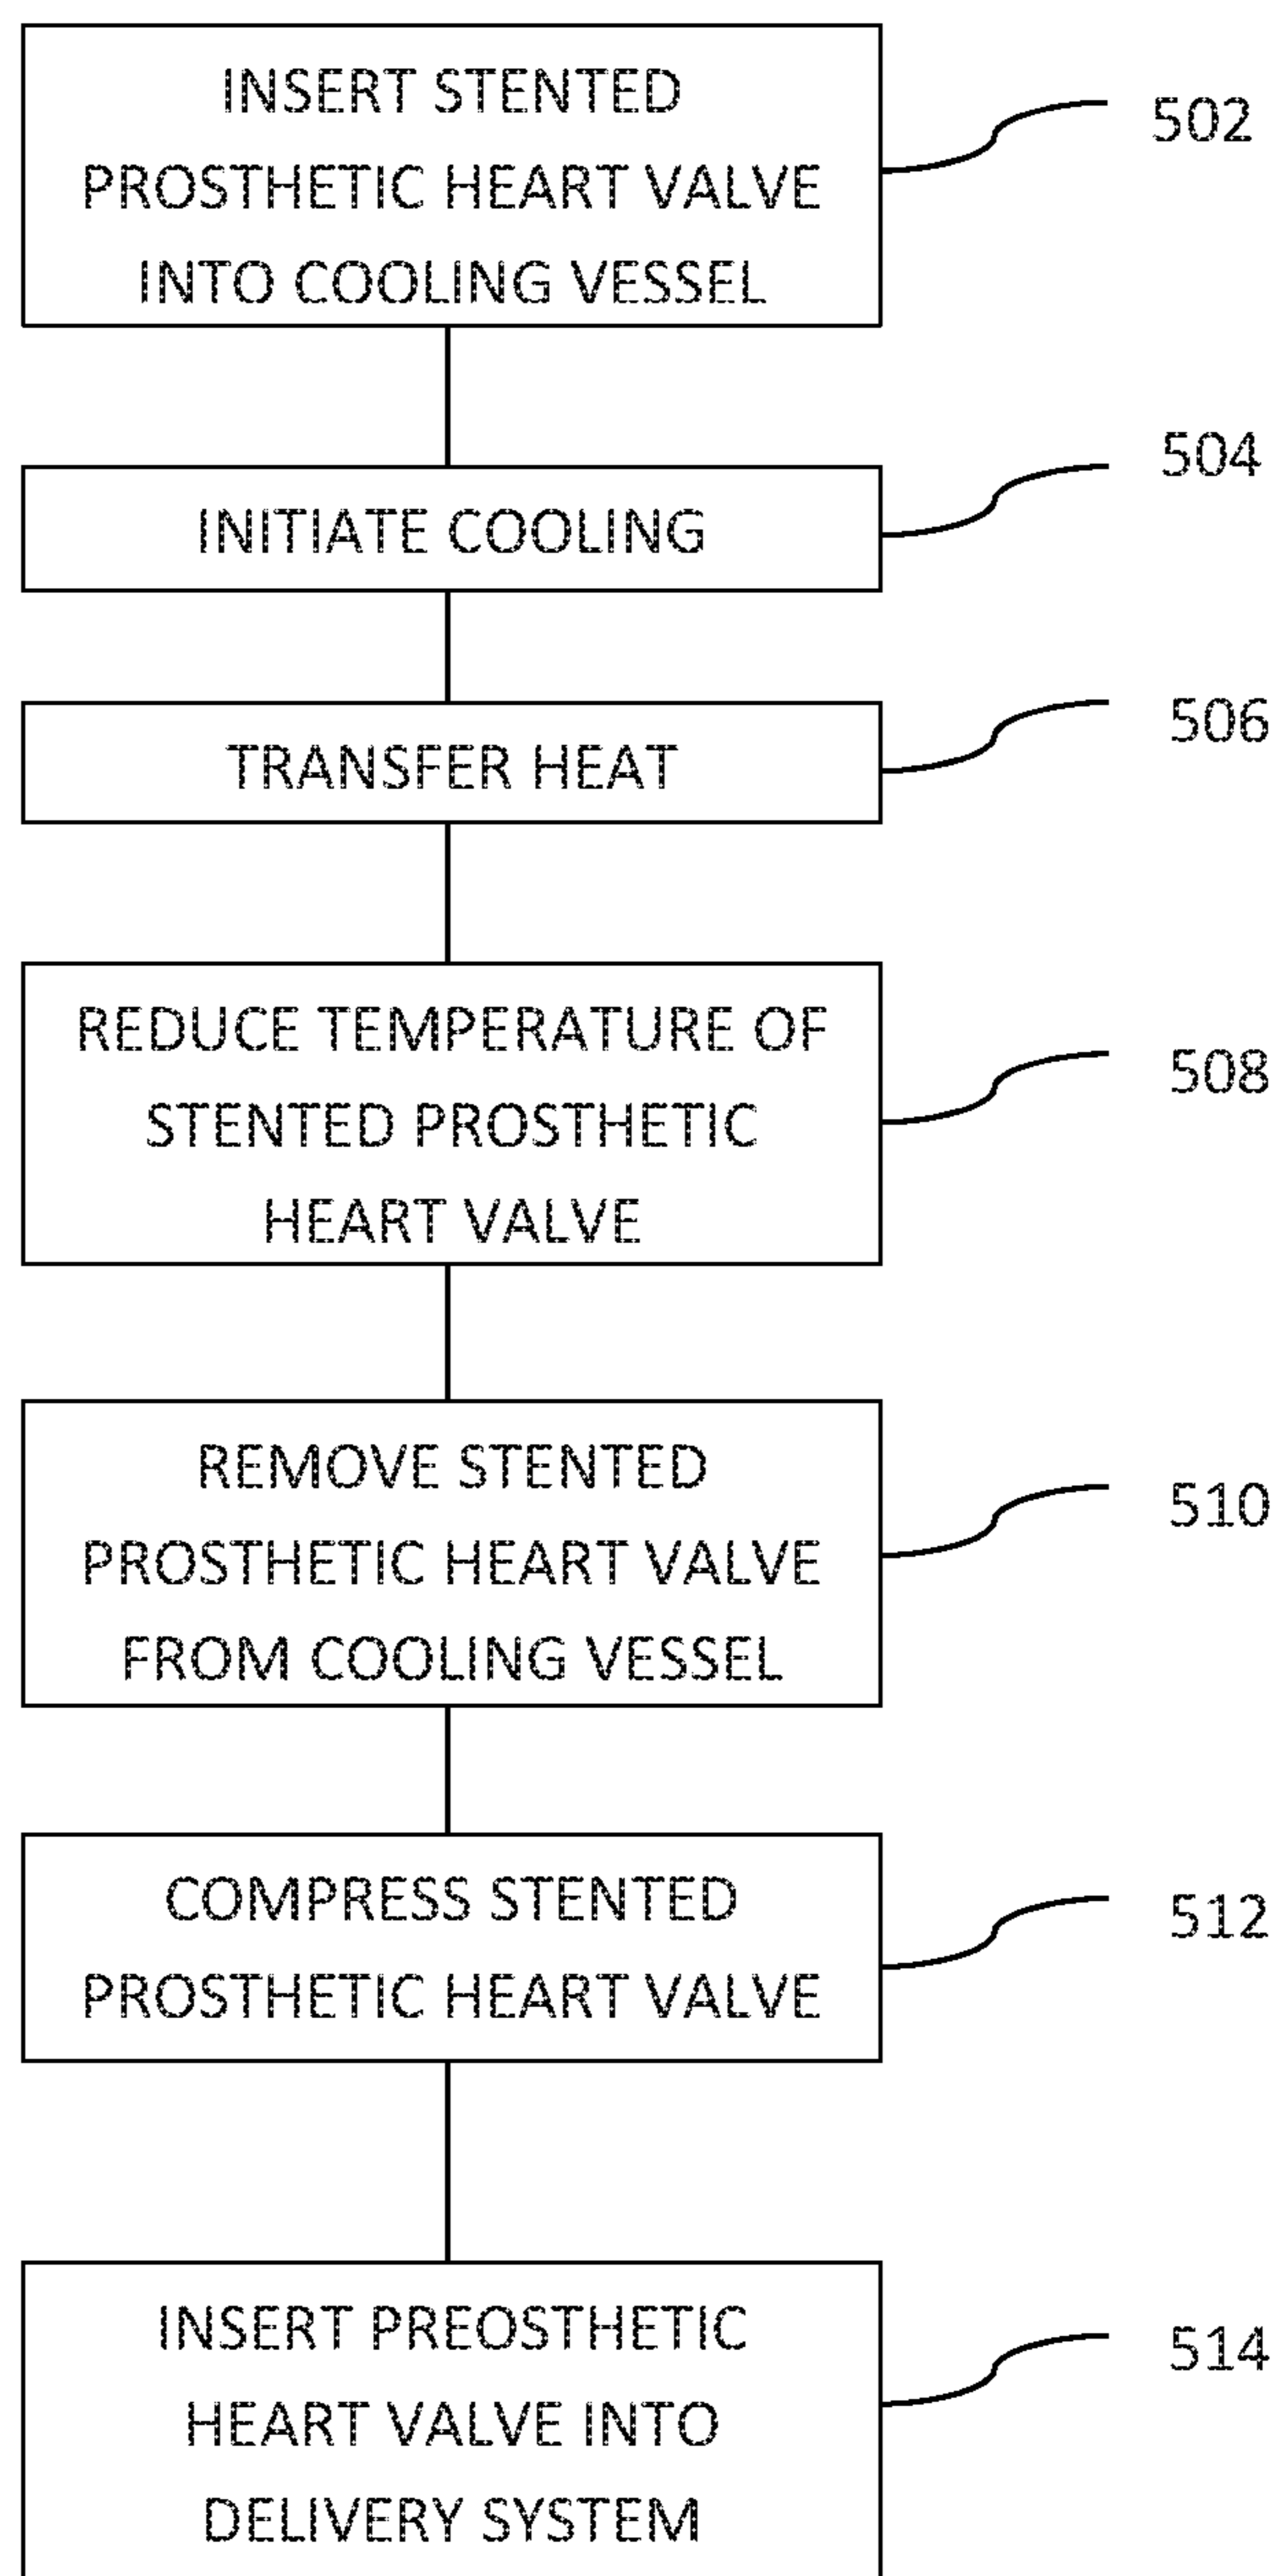 INSERT STENTED
PROSTHETIC HEART VALVE
INTO COOLING VESSEL
502
INITIATE COOLING
504
TRANSFER HEAT
506
REDUCE TEMPERATURE OF
STENTED PROSTHETIC
HEART VALVE
508
REMOVE STENTED
PROSTHETIC HEART VALVE
FROM COOLING VESSEL
510
COMPRESS STENTED
PROSTHETIC HEART VALVE
512
INSERT PREOSTHETIC
HEART VALVE INTO
DELIVERY SYSTEM
514